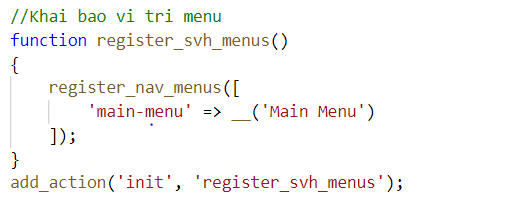 //Khai bao vi tri menu
function register_svh_menus()
{
register_nav_menus([
'main-menu' => __('Main Menu')
]);
}
add_action('init', 'register_svh_menus');